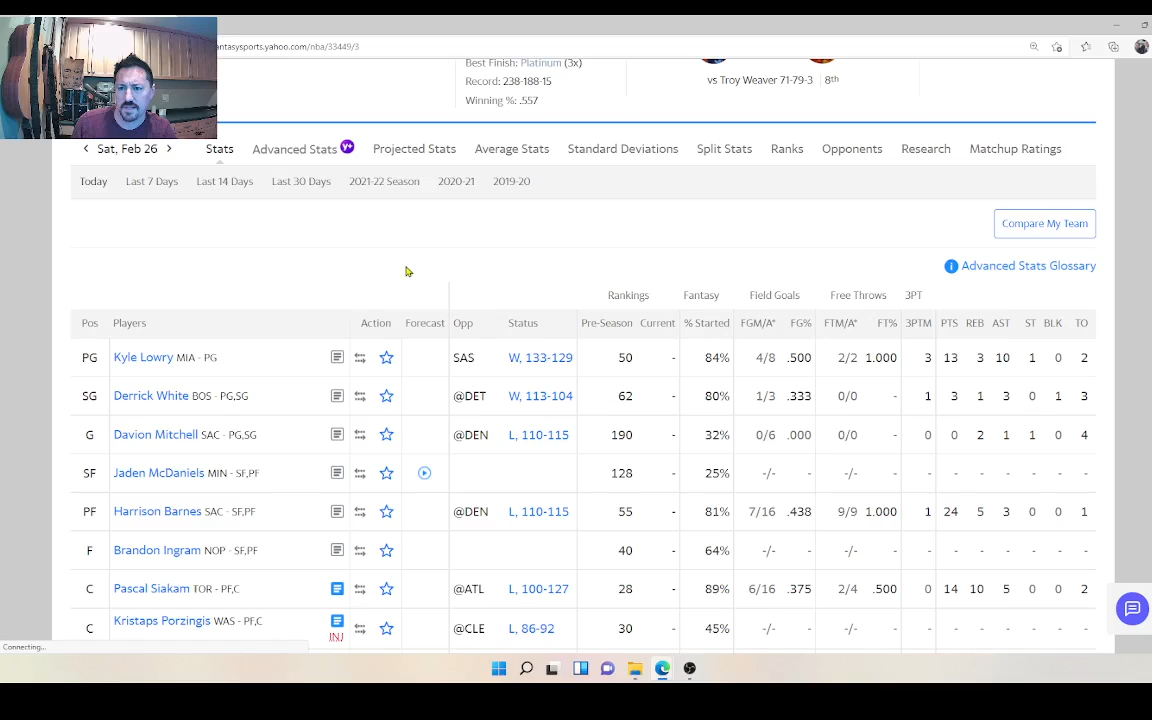 antasysports.yahoo.com/nba/33449/3
Best Finish: Platinum (3x)
Record: 238-188-15
Winning %: .557
vs Troy Weaver 71-79-3 8th
Sat, Feb 26 Stats Advanced Stats Y+ Projected Stats Average Stats Standard Deviations Split Stats Ranks Opponents Research Matchup Ratings
Today Last 7 Days Last 14 Days Last 30 Days 2021-22 Season 2020-21 2019-20
Compare My Team
i Advanced Stats Glossary
Rankings Fantasy Field Goals Free Throws 3PT
Pos Players Action Forecast Opp Status Pre-Season Current % Started FGM/A* FG% FTM/A* FT% 3PTM PTS REB AST ST BLK TO
PG Kyle Lowry MIA - PG SAS W, 133-129 50 - 84% 4/8 .500 2/2 1.000 3 13 3 10 1 0 2
SG Derrick White BOS - PG,SG @DET W, 113-104 62 - 80% 1/3 .333 0/0 - 1 3 1 3 0 1 3
G Davion Mitchell SAC - PG,SG @DEN L, 110-115 190 - 32% 0/6 .000 0/0 - 0 0 2 1 1 0 4
SF Jaden McDaniels MIN - SF,PF 128 - 25% -/- - -/- - - - - - - - -
PF Harrison Barnes SAC - SF,PF @DEN L, 110-115 55 - 81% 7/16 .438 9/9 1.000 1 24 5 3 0 0 1
F Brandon Ingram NOP - SF,PF 40 - 64% -/- - -/- - - - - - - - -
C Pascal Siakam TOR - PF,C @ATL L, 100-127 28 - 89% 6/16 .375 2/4 .500 0 14 10 5 0 0 2
C Kristaps Porzingis WAS - PF,C INJ @CLE L, 86-92 30 - 45% -/- - -/- - - - - - - - -
Connecting...